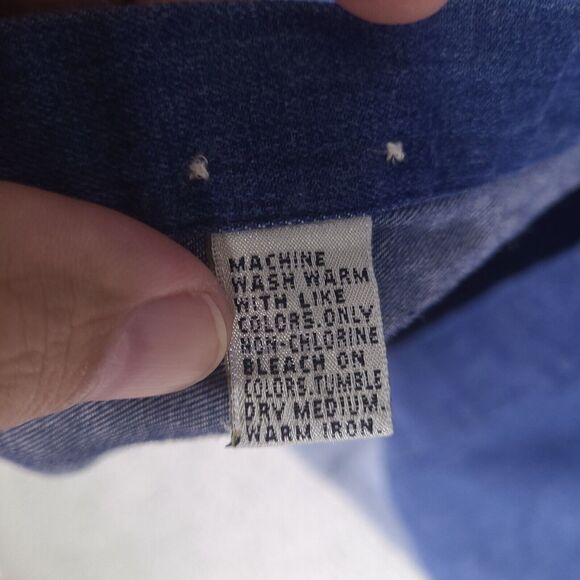 MACHINE
WASH WARM
WITH LIKE
COLORS.ONLY
NON-CHLORINE
BLEACH ON
COLORS.TUMBLE
DRY MEDIUM.
WARM IRON.